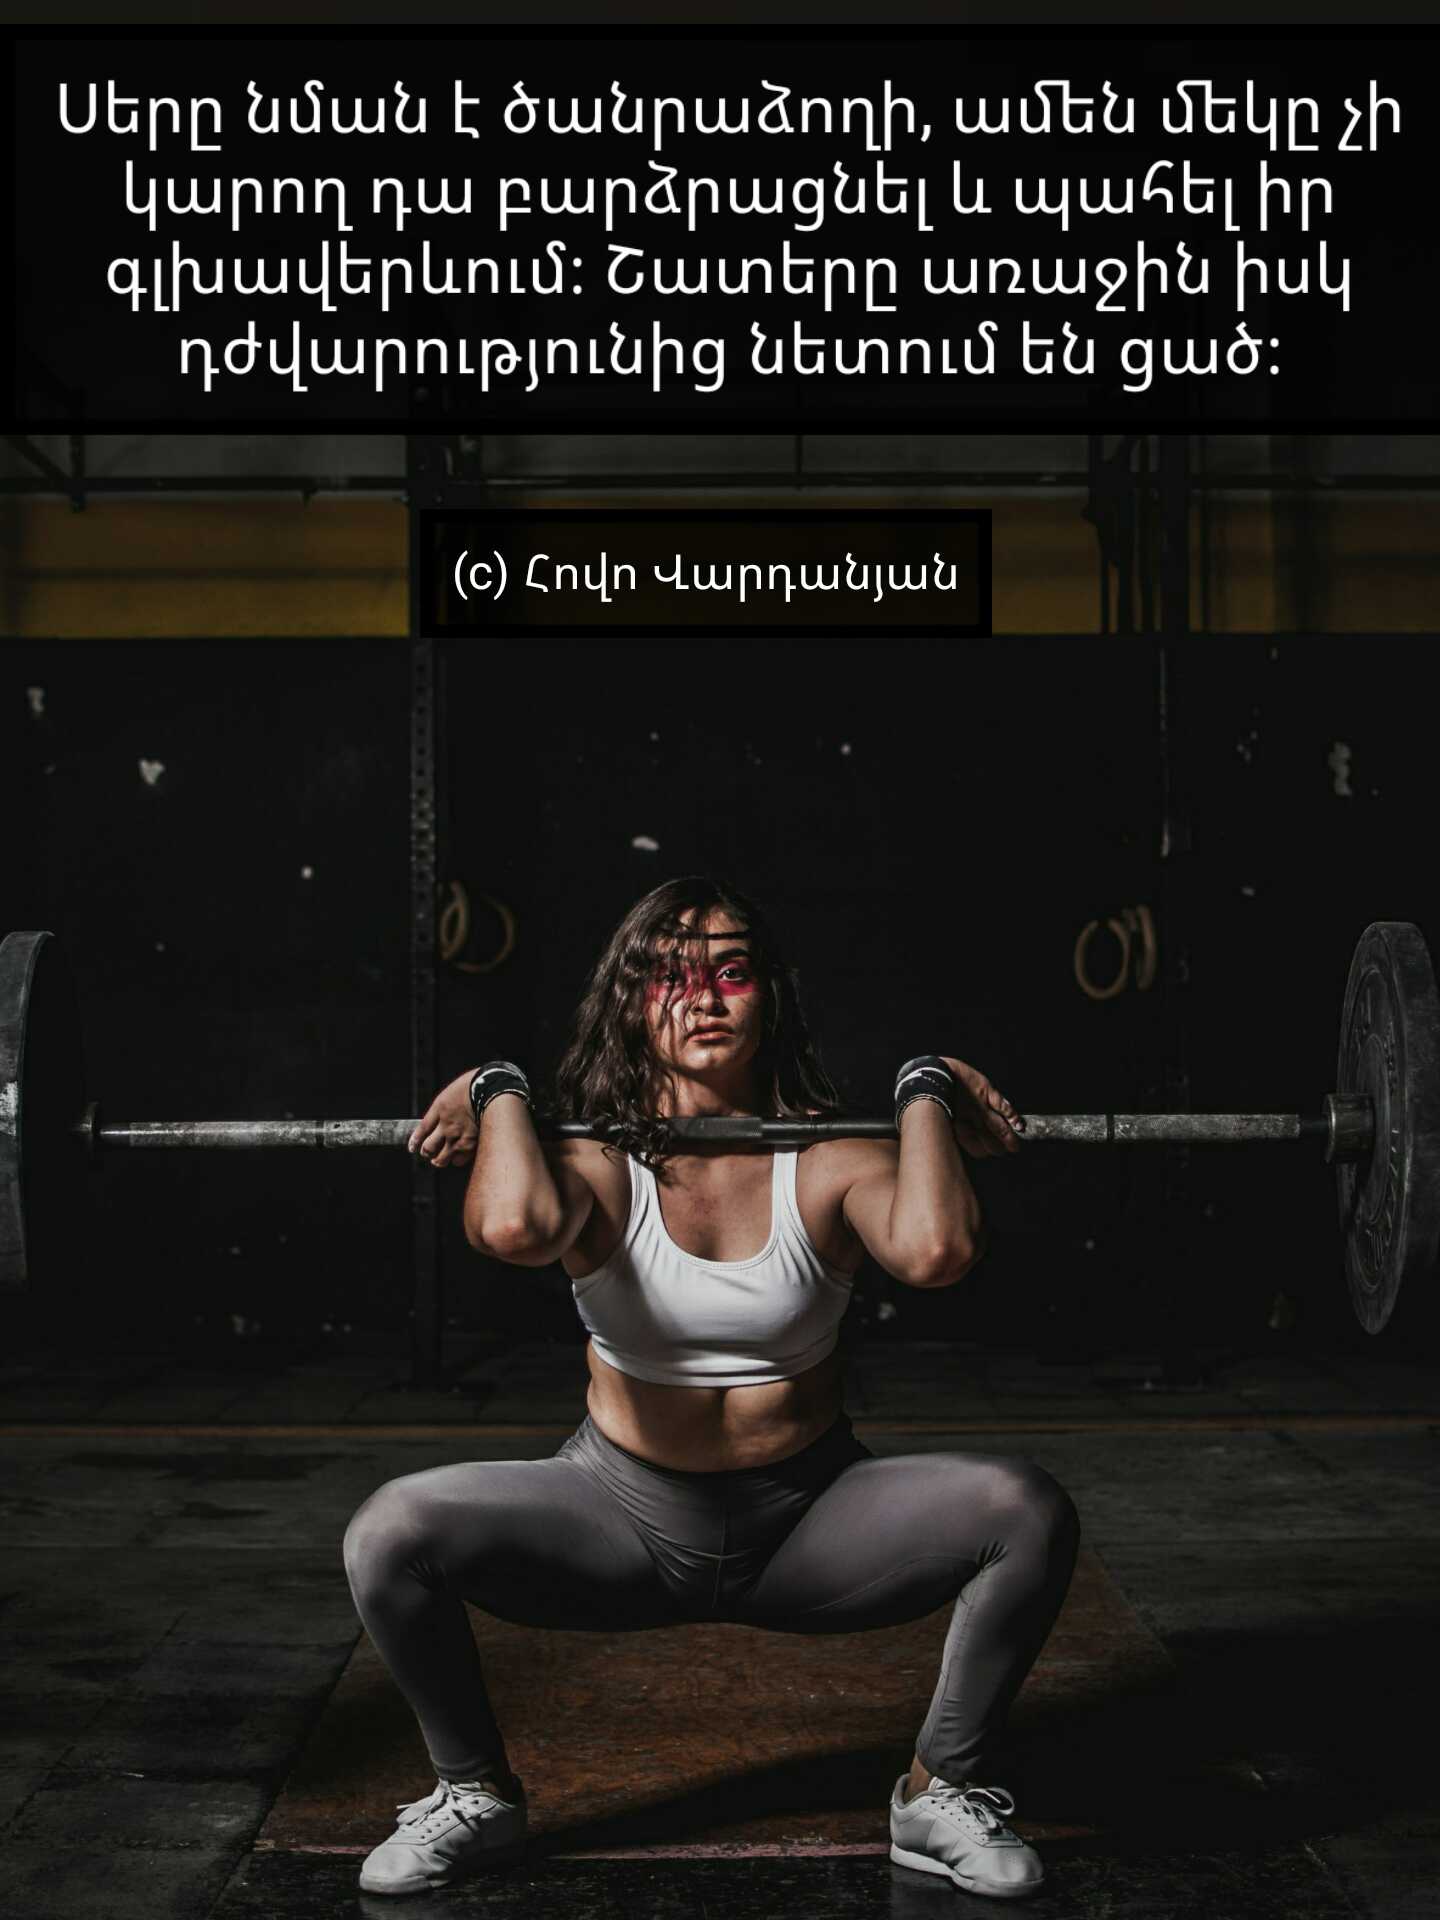 Սերը նման է ծանրաձողի, ամեն մեկը չի
կարող դա բարձրացնել և պահել իր
գլխավերևում: Շատերը առաջին իսկ
դժվարությունից նետում են ցած:
(c) Հովո Վարդանյան